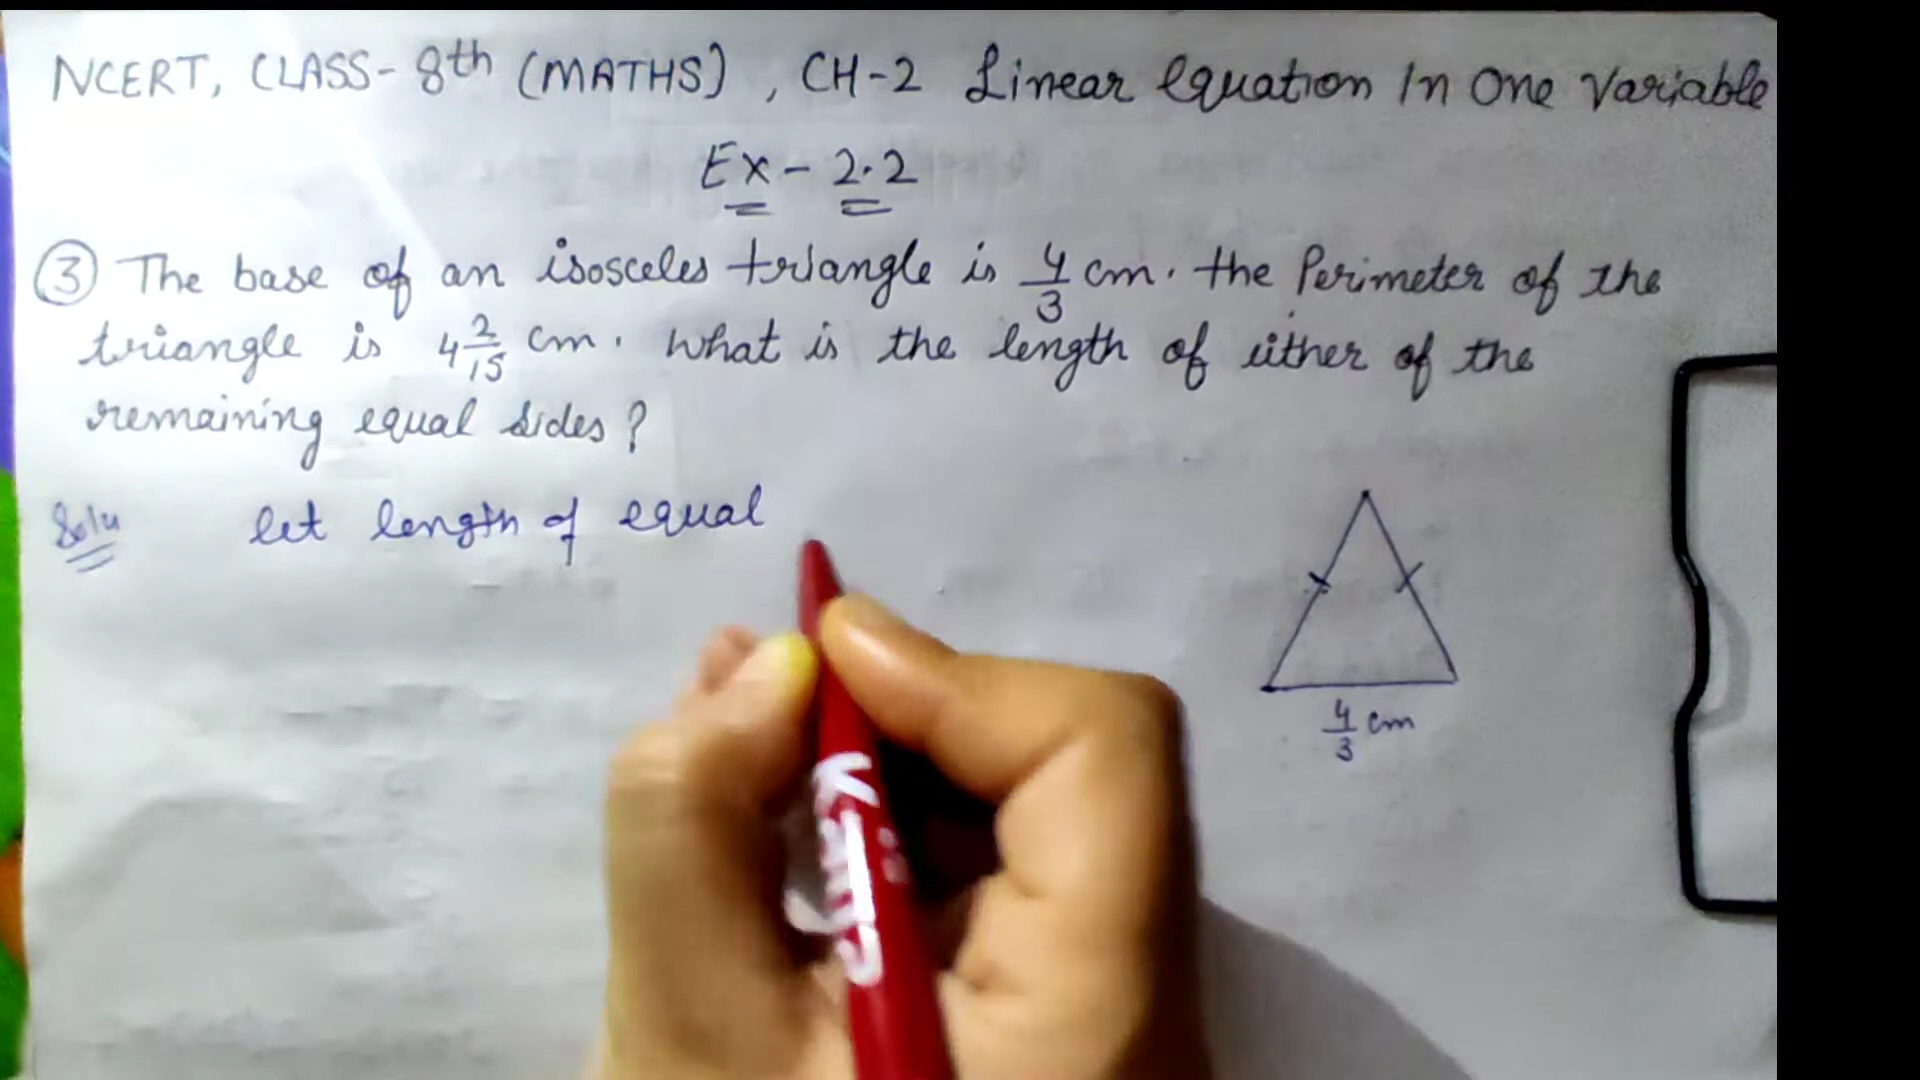 NCERT, CLASS-8th (MATHS), CH-2 Linear Equation In One Variable
Ex-2.2
③ The base of an isosceles triangle is 4/3 cm. the Perimeter of the
triangle is 4 2/15 cm. What is the length of either of the
remaining equal sides?
Solu let length of equal
4/3 cm